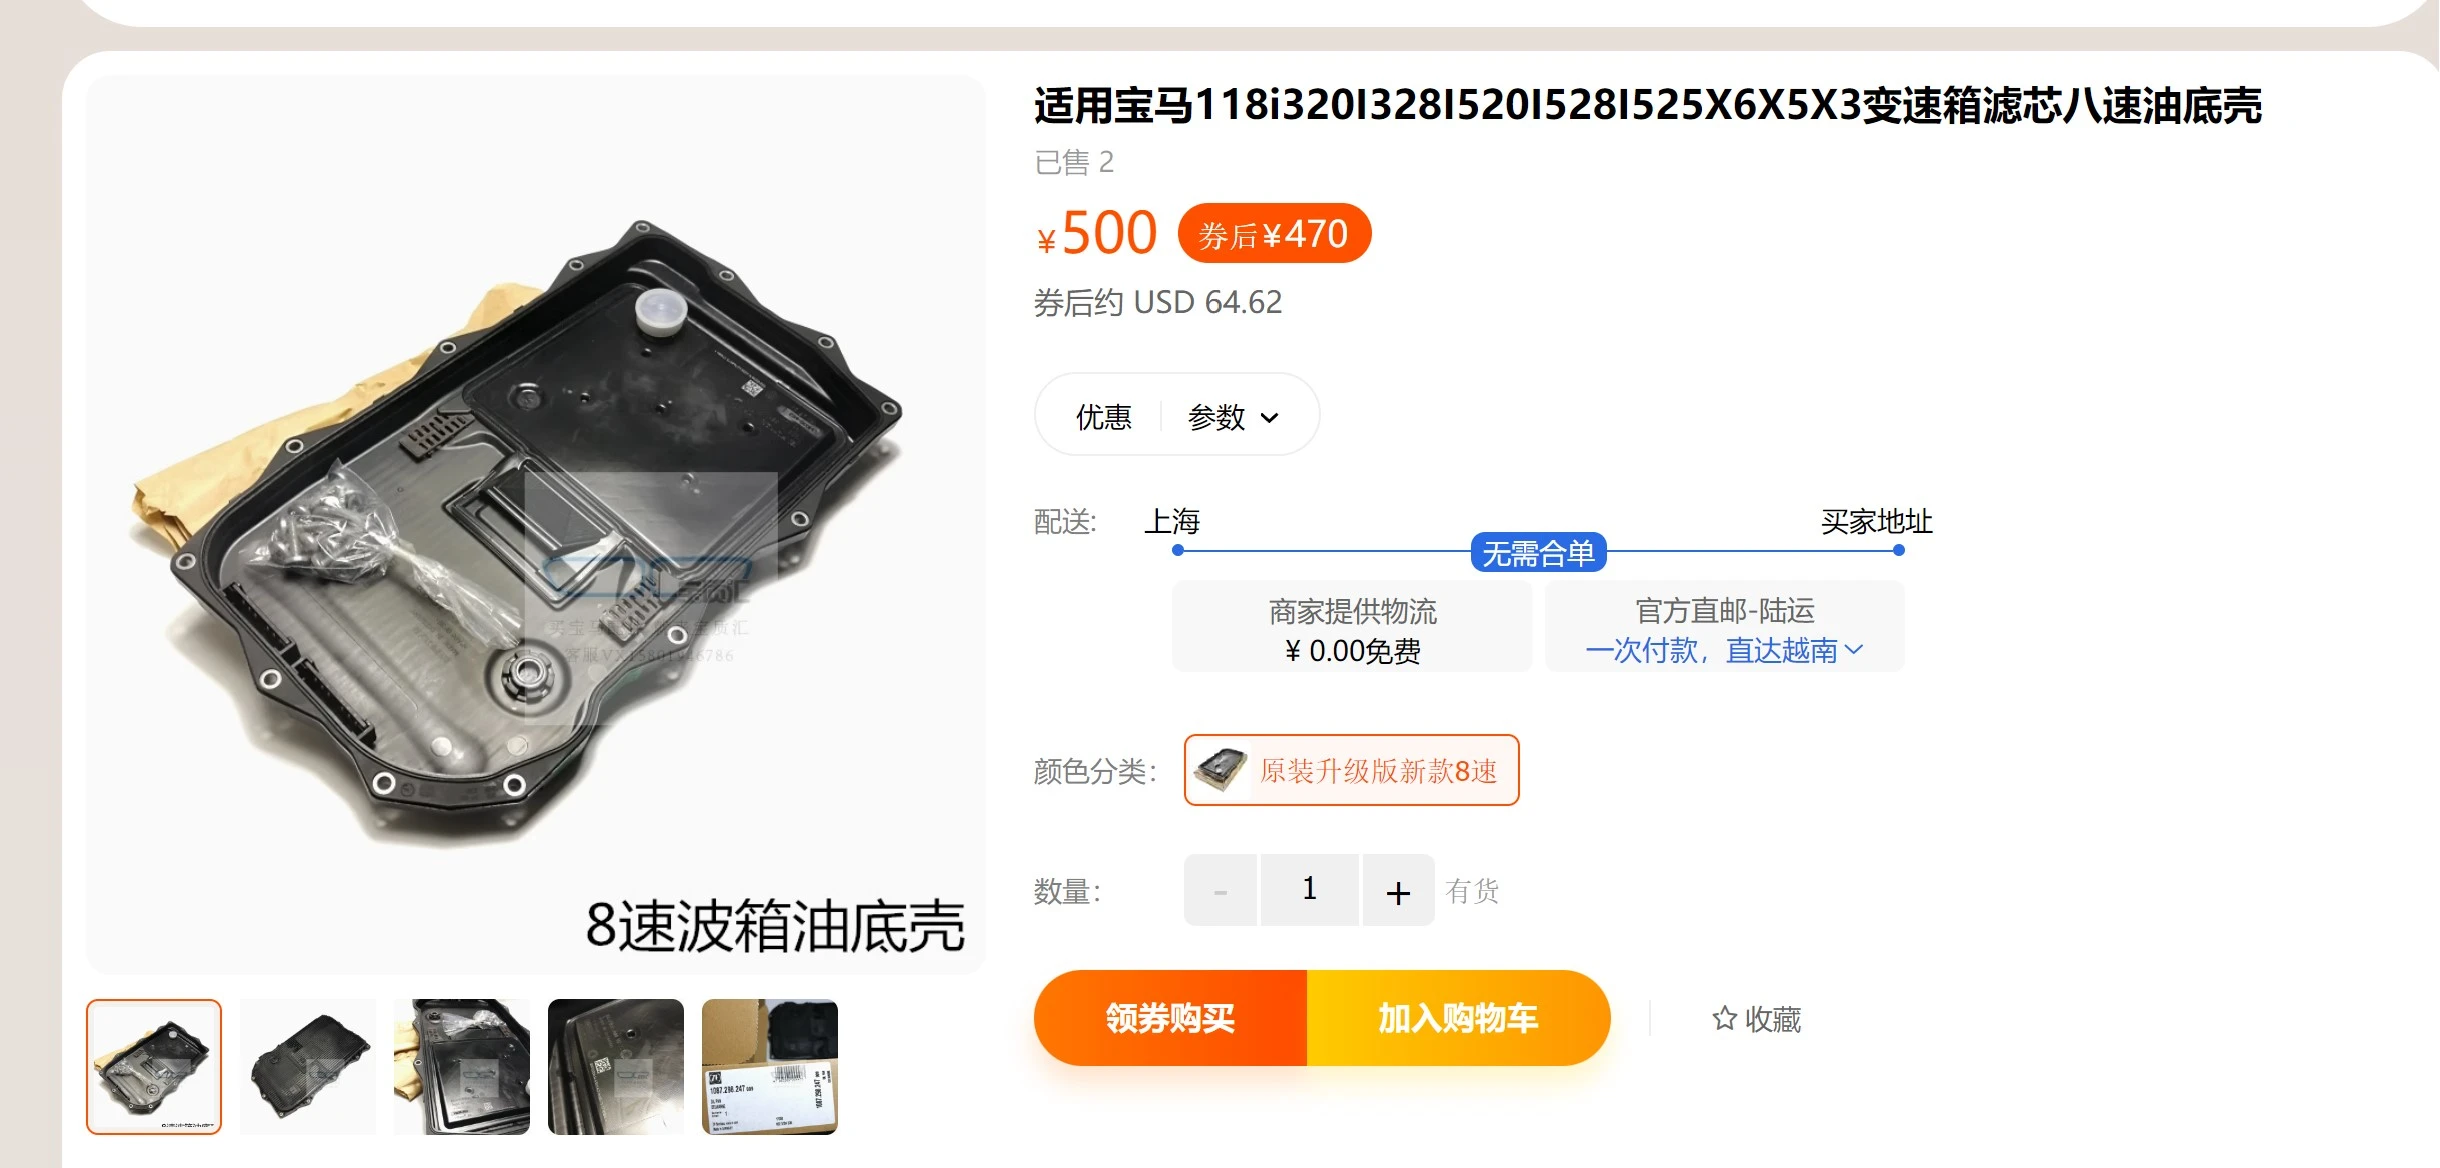 适用宝马118i320I328I520I528I525X6X5X3变速箱滤芯八速油底壳
已售 2
¥500 券后¥470
券后约 USD 64.62
优惠 参数
配送: 上海 买家地址
无需合单
商家提供物流 官方直邮-陆运
¥ 0.00免费 一次付款，直达越南
颜色分类: 原装升级版新款8速
数量: - 1 + 有货
领券购买 加入购物车 收藏
8速波箱油底壳